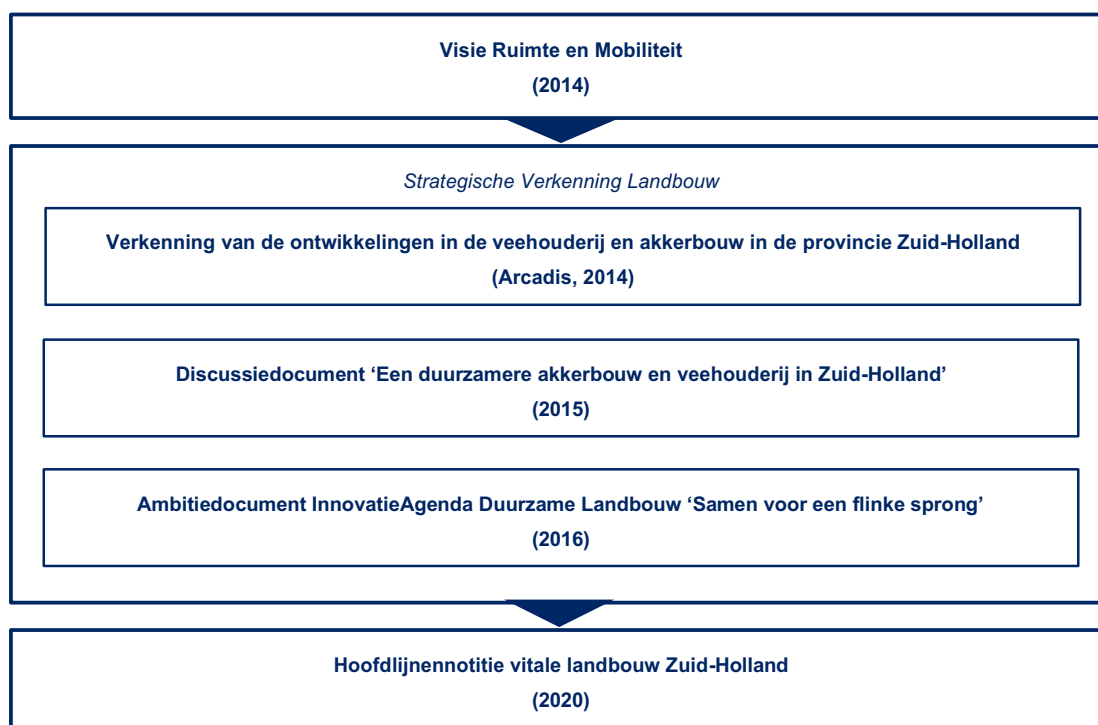 Visie Ruimte en Mobiliteit
(2014)
Strategische Verkenning Landbouw
Verkenning van de ontwikkelingen in de veehouderij en akkerbouw in de provincie Zuid-Holland
(Arcadis, 2014)
Discussiedocument ‘Een duurzamere akkerbouw en veehouderij in Zuid-Holland’
(2015)
Ambitiedocument InnovatieAgenda Duurzame Landbouw ‘Samen voor een flinke sprong’
(2016)
Hoofdlijnennotitie vitale landbouw Zuid-Holland
(2020)